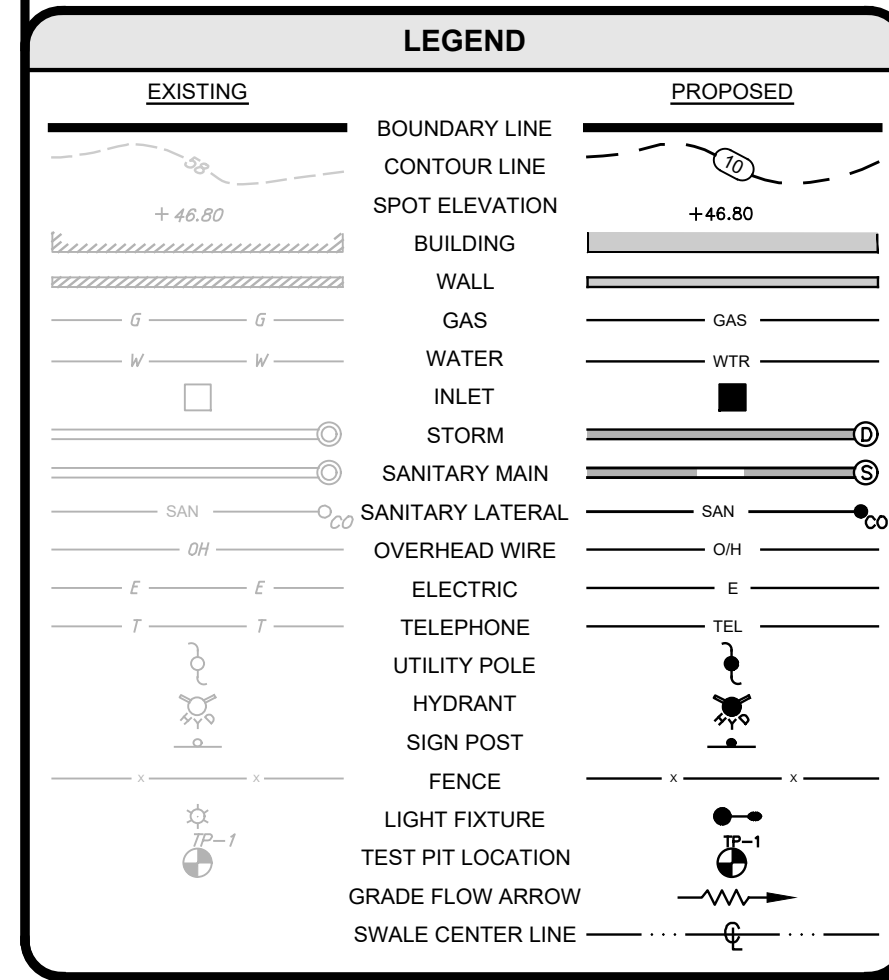 LEGEND
EXISTING PROPOSED
BOUNDARY LINE
58 CONTOUR LINE 10
+ 46.80 SPOT ELEVATION +46.80
BUILDING
WALL
G G GAS GAS
W W WATER WTR
INLET
STORM D
SANITARY MAIN S
SAN CO SANITARY LATERAL SAN CO
OH OVERHEAD WIRE O/H
E E ELECTRIC E
T T TELEPHONE TEL
UTILITY POLE
HYD HYDRANT HYD
SIGN POST
x x FENCE x x
LIGHT FIXTURE
TP-1 TEST PIT LOCATION TP-1
GRADE FLOW ARROW
SWALE CENTER LINE ℄